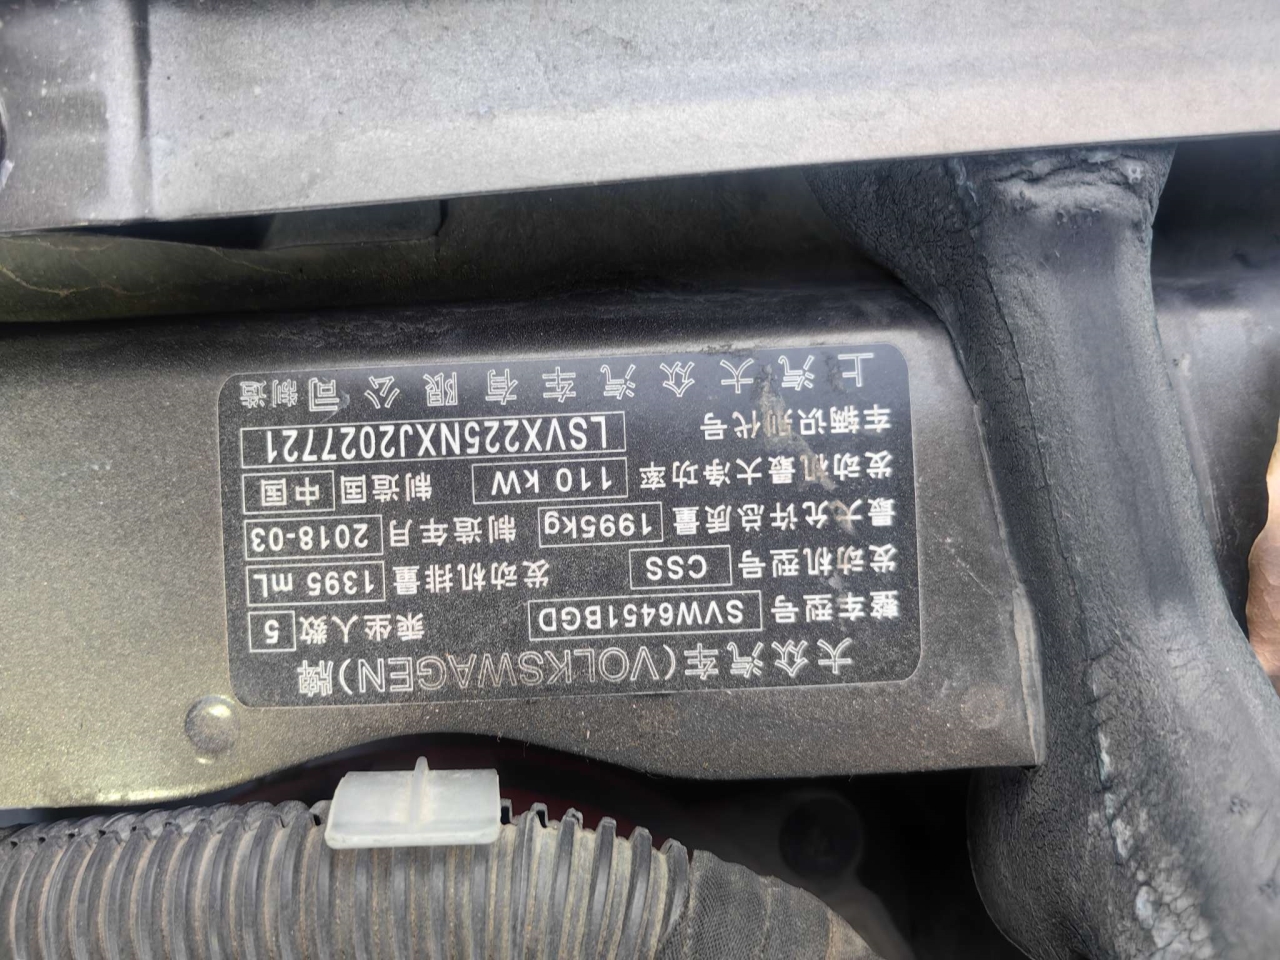 大众汽车(VOLKSWAGEN)牌
整车型号 SVW6451BGD 乘坐人数 5
发动机型号 CSS 发动机排量 1395 mL
最大允许总质量 1995kg 制造年月 2018-03
发动机最大净功率 110 kW 制造国 中国
车辆识别代号 LSVX225NXJ2027721
上汽大众汽车有限公司制造